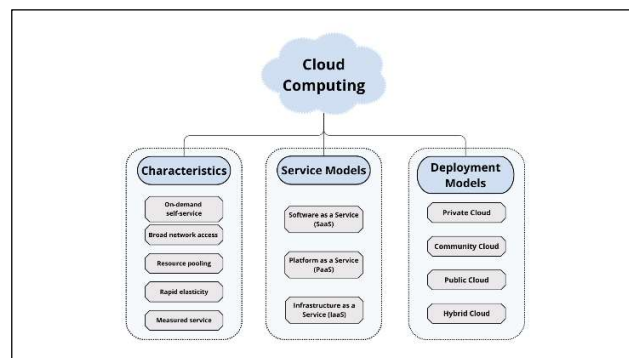 Cloud
Computing
Characteristics
On-demand
self-service
Broad network access
Resource pooling
Rapid elasticity
Measured service
Service Models
Software as a Service
(SaaS)
Platform as a Service
(PaaS)
Infrastructure as a
Service (IaaS)
Deployment
Models
Private Cloud
Community Cloud
Public Cloud
Hybrid Cloud